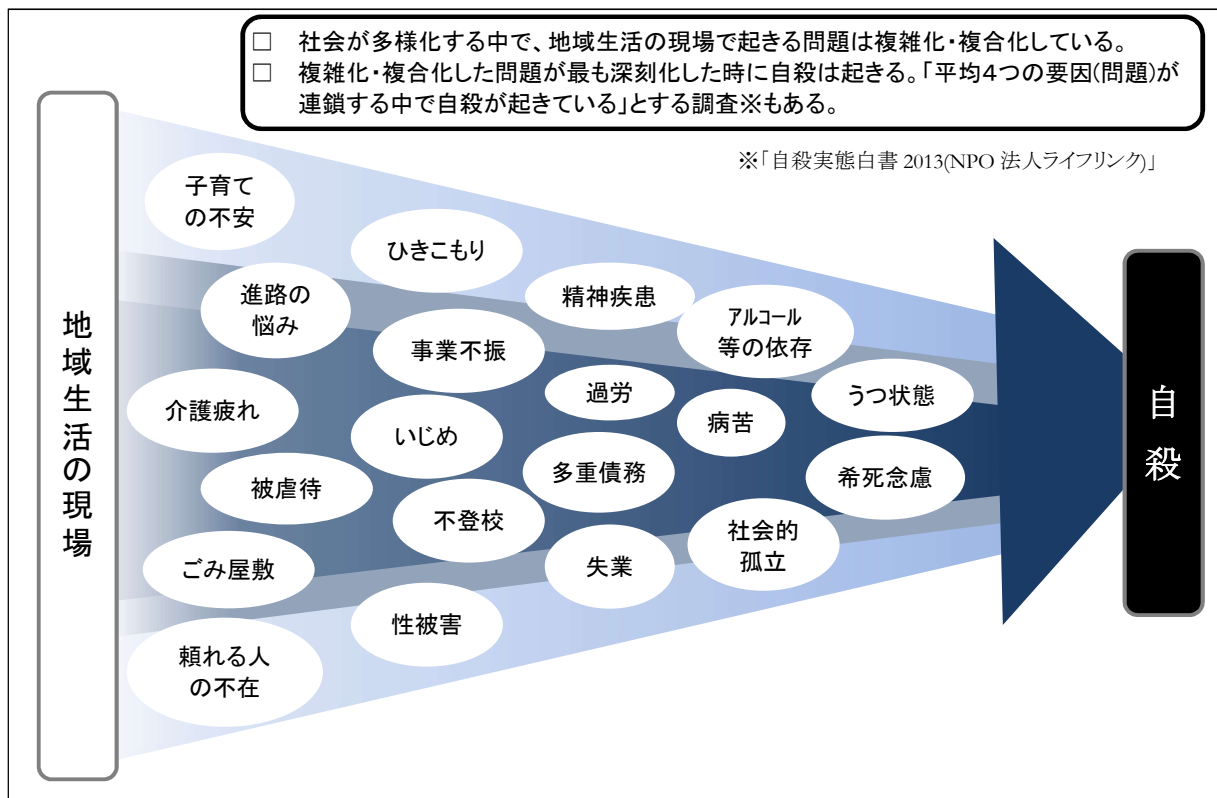 □ 社会が多様化する中で、地域生活の現場で起きる問題は複雑化・複合化している。
□ 複雑化・複合化した問題が最も深刻化した時に自殺は起きる。「平均4つの要因(問題)が
連鎖する中で自殺が起きている」とする調査※もある。
※「自殺実態白書 2013(NPO 法人ライフリンク)」
地域生活の現場
子育て
の不安
進路の
悩み
介護疲れ
被虐待
ごみ屋敷
頼れる人
の不在
ひきこもり
事業不振
いじめ
不登校
性被害
精神疾患
過労
多重債務
失業
アルコール
等の依存
病苦
社会的
孤立
うつ状態
希死念慮
自殺